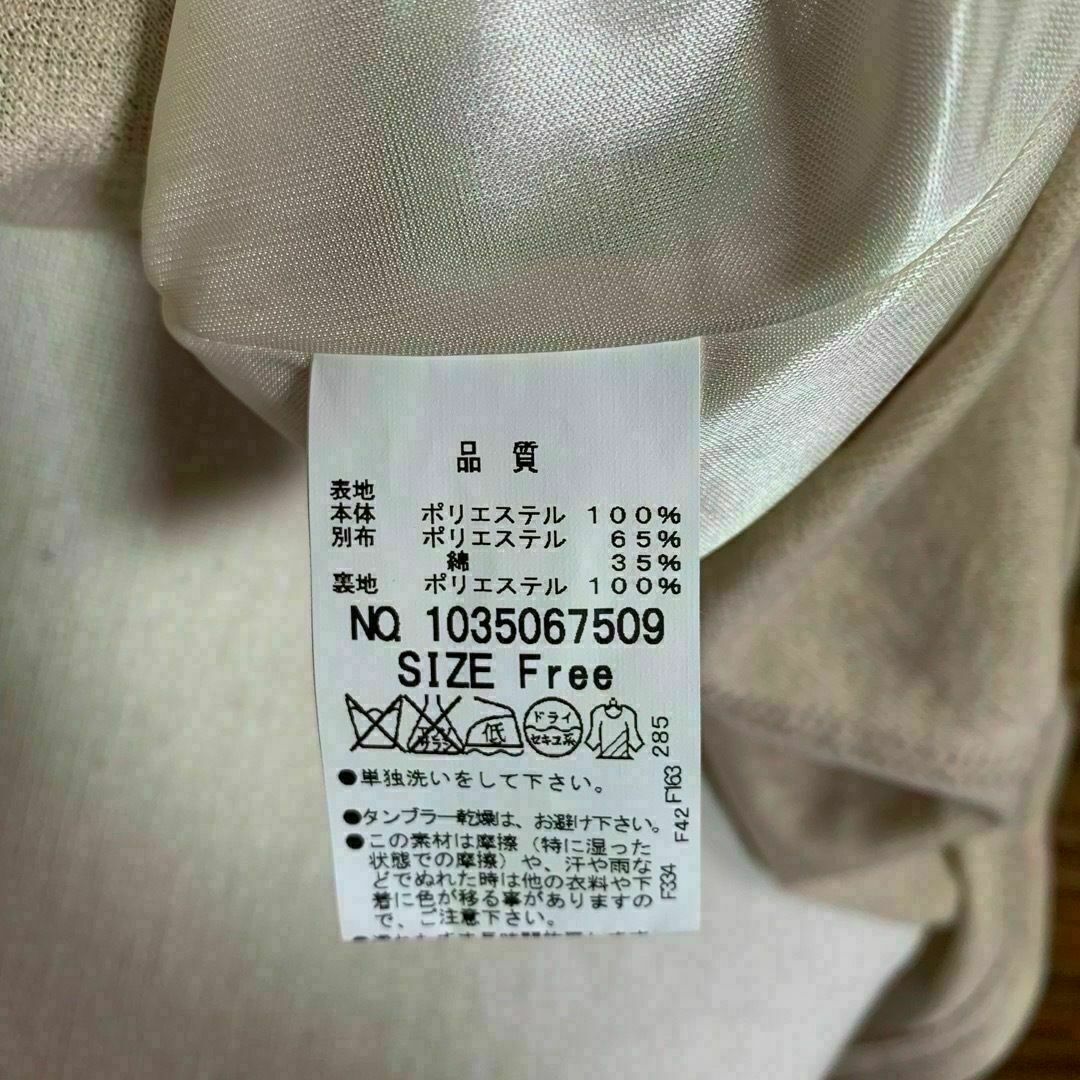 品質
表地
本体 ポリエステル 100%
別布 ポリエステル 65%
綿 35%
裏地 ポリエステル 100%
NO. 1035067509
SIZE Free
低
ドライ
セキユ系
●単独洗いをして下さい。
●タンブラー乾燥は、お避け下さい。
●この素材は摩擦（特に湿った
状態での摩擦）や、汗や雨な
どでぬれた時は他の衣料や下
着に色が移る事がありますの
で、ご注意下さい。
F334 F42 F163 285